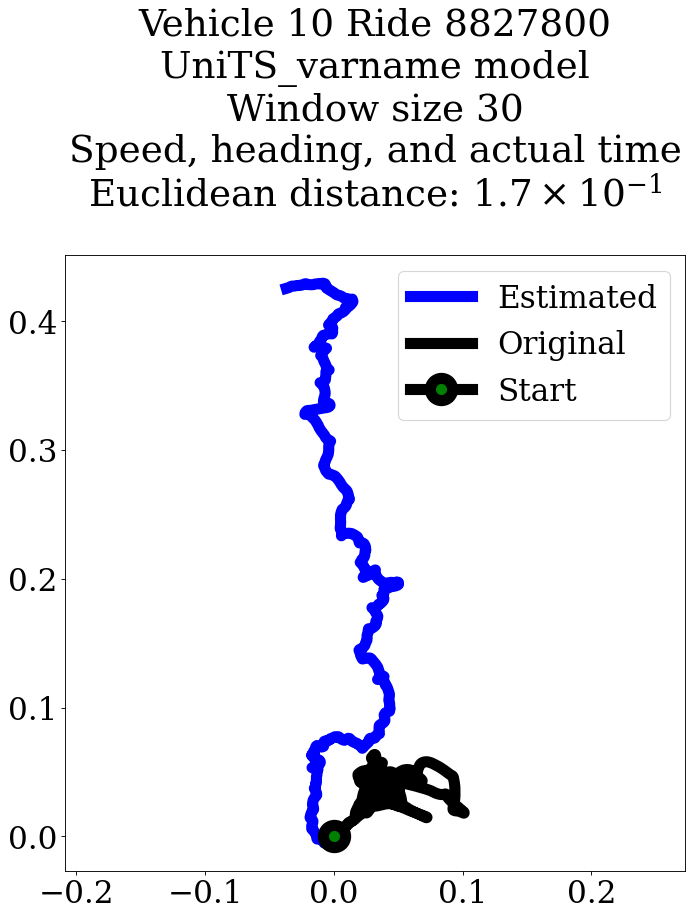 Vehicle 10 Ride 8827800
UniTS_varname model
Window size 30
Speed, heading, and actual time
Euclidean distance: 1.7 × 10⁻¹
Estimated
Original
Start
0.4
0.3
0.2
0.1
0.0
−0.2 −0.1 0.0 0.1 0.2